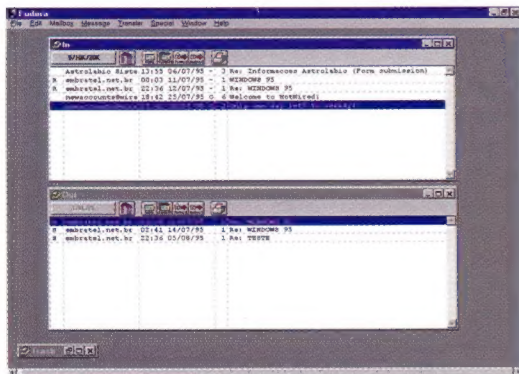 Eudora
File Edit Mailbox Message Transfer Special Window Help
In
Astrolabio Siste 13:55 06/07/95 - 3 Re: Informacoes Astrolabio (Form submission)
R embratel.net.br 00:03 11/07/95 - 1 WINDOWS 95
R embratel.net.br 22:36 12/07/95 - 1 Re: WINDOWS 95
newaccounts@wire 18:42 25/07/95 O 6 Welcome to HotWired!
Out
S embratel.net.br 02:41 14/07/95 1 Re: WINDOWS 95
S embratel.net.br 22:36 05/08/95 1 Re: TESTE